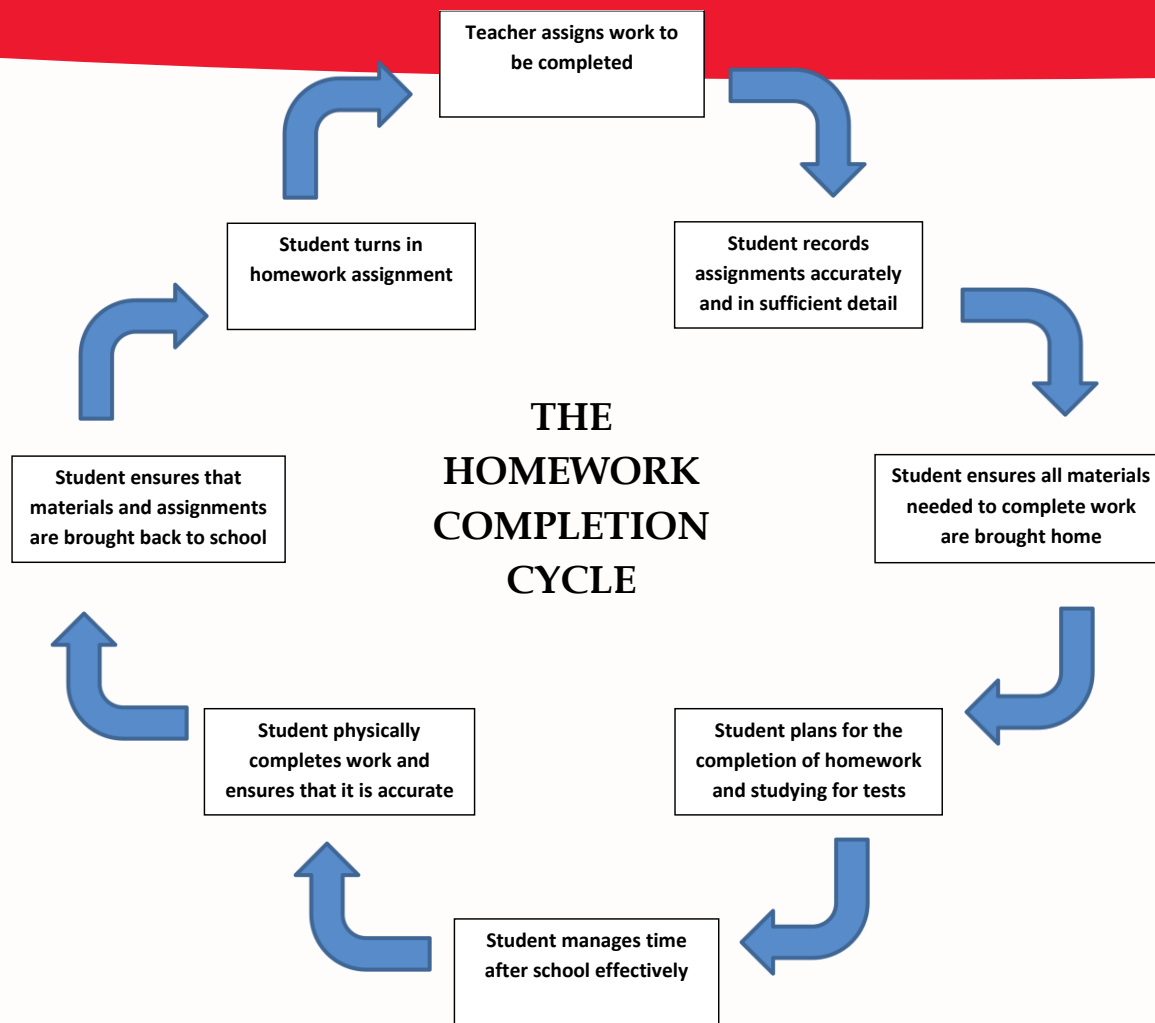 Teacher assigns work to
be completed
Student records
assignments accurately
and in sufficient detail
Student ensures all materials
needed to complete work
are brought home
Student plans for the
completion of homework
and studying for tests
Student manages time
after school effectively
Student physically
completes work and
ensures that it is accurate
Student ensures that
materials and assignments
are brought back to school
Student turns in
homework assignment
THE
HOMEWORK
COMPLETION
CYCLE